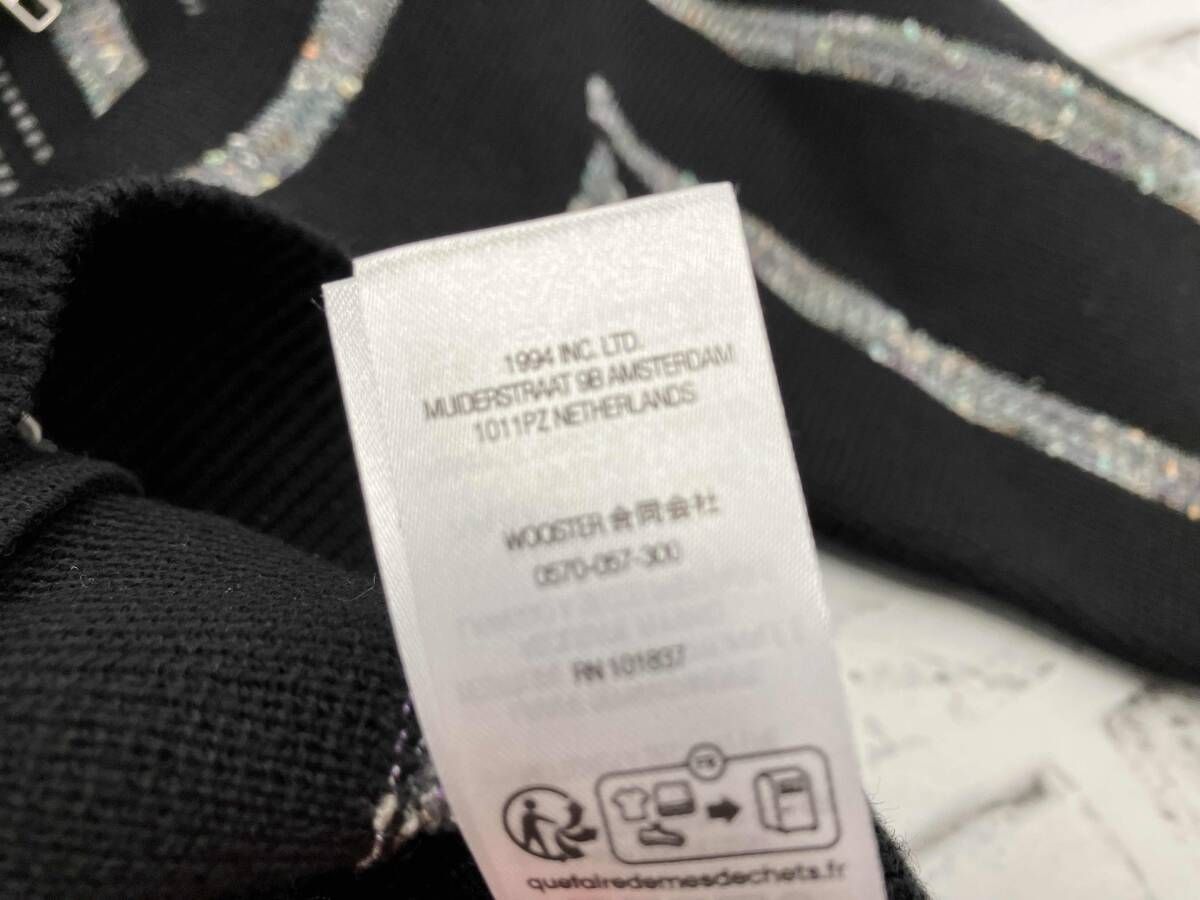 1994 INC. LTD.
MUIDERSTRAAT 9B AMSTERDAM
1011PZ NETHERLANDS
WOOSTER 合同会社
0570-057-300
RN 101837
FR
quefairedemesdechets.fr